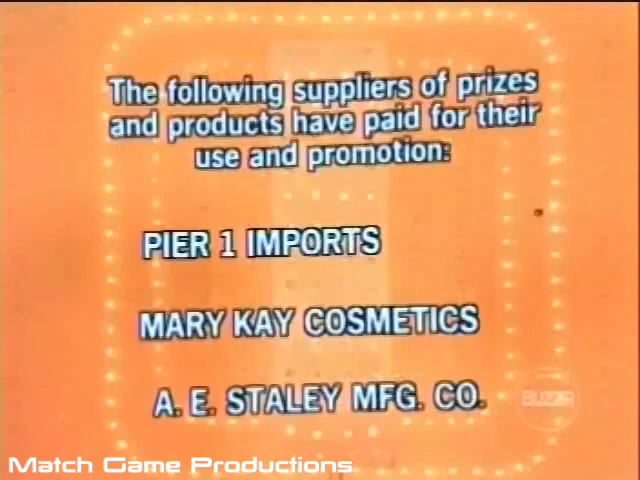 The following suppliers of prizes
and products have paid for their
use and promotion:
PIER 1 IMPORTS
MARY KAY COSMETICS
A. E. STALEY MFG. CO.
BUZZR
Match Game Productions